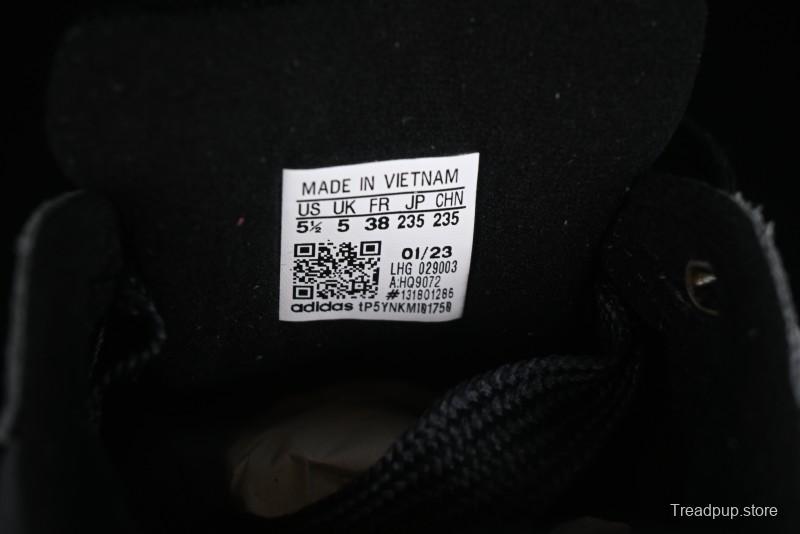 MADE IN VIETNAM
US UK FR JP CHN
5½ 5 38 235 235
01/23
LHG 029003
A:HQ9072
#131801286
adidas tP5YNKMI01750
Treadpup.store